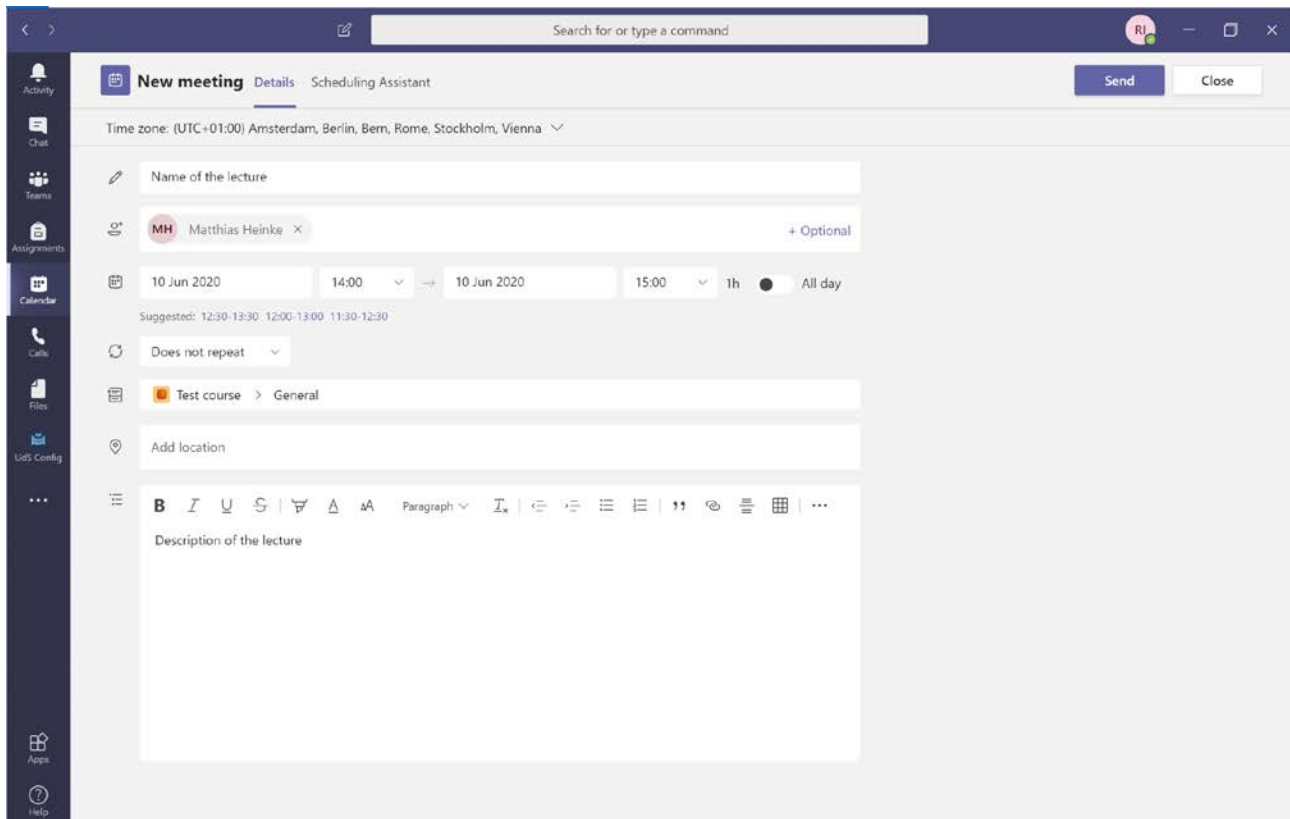 Search for or type a command
RI
Activity
Chat
Teams
Assignments
Calendar
Calls
Files
UdS Config
Apps
Help
New meeting Details Scheduling Assistant
Send Close
Time zone: (UTC+01:00) Amsterdam, Berlin, Bern, Rome, Stockholm, Vienna
Name of the lecture
MH Matthias Heinke × + Optional
10 Jun 2020 14:00 → 10 Jun 2020 15:00 1h All day
Suggested: 12:30-13:30 12:00-13:00 11:30-12:30
Does not repeat
Test course > General
Add location
B I U S A AA Paragraph Ix
Description of the lecture